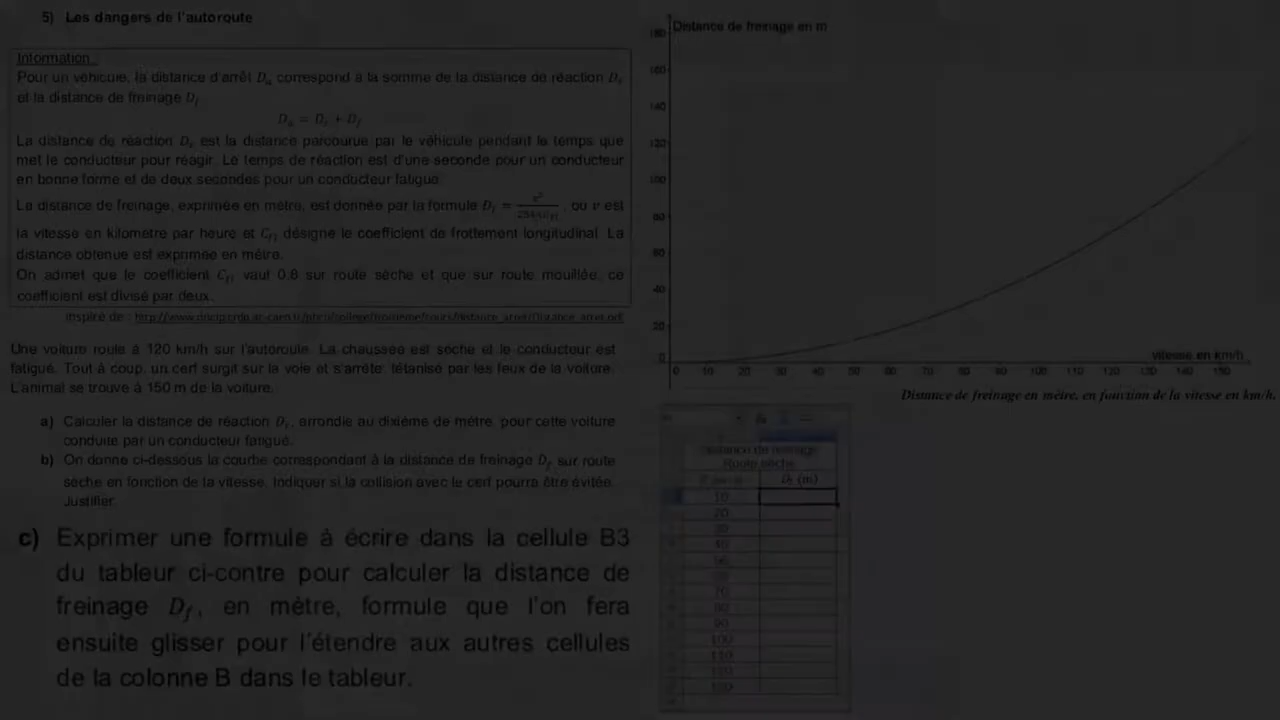 5) Les dangers de l'autoroute
Information :
Pour un véhicule, la distance d'arrêt Da correspond à la somme de la distance de réaction Dr
et la distance de freinage Df
Da = Dr + Df
La distance de réaction Dr est la distance parcourue par le véhicule pendant le temps que
met le conducteur pour réagir. Le temps de réaction est d'une seconde pour un conducteur
en bonne forme et de deux secondes pour un conducteur fatigué.
La distance de freinage, exprimée en mètre, est donnée par la formule Df = v²/(254×Cfl), où v est
la vitesse en kilomètre par heure et Cfl désigne le coefficient de frottement longitudinal. La
distance obtenue est exprimée en mètre.
On admet que le coefficient Cfl vaut 0,8 sur route sèche et que sur route mouillée, ce
coefficient est divisé par deux.
inspiré de :
Une voiture roule à 120 km/h sur l'autoroute. La chaussée est sèche et le conducteur est
fatigué. Tout à coup, un cerf surgit sur la voie et s'arrête, tétanisé par les feux de la voiture.
L'animal se trouve à 150 m de la voiture.
a) Calculer la distance de réaction Dr, arrondie au dixième de mètre, pour cette voiture
conduite par un conducteur fatigué.
b) On donne ci-dessous la courbe correspondant à la distance de freinage Df sur route
sèche en fonction de la vitesse. Indiquer si la collision avec le cerf pourra être évitée.
Justifier.
c) Exprimer une formule à écrire dans la cellule B3
du tableur ci-contre pour calculer la distance de
freinage Df, en mètre, formule que l'on fera
ensuite glisser pour l'étendre aux autres cellules
de la colonne B dans le tableur.
Distance de freinage en m
180
160
140
120
100
80
60
40
20
0
vitesse en km/h
0 10 20 30 40 50 60 70 80 90 100 110 120 130 140 150
Distance de freinage en mètre, en fonction de la vitesse en km/h.
Distance de freinage
Route sèche
Df (m)
10
20
30
40
50
60
70
80
90
100
110
120
130